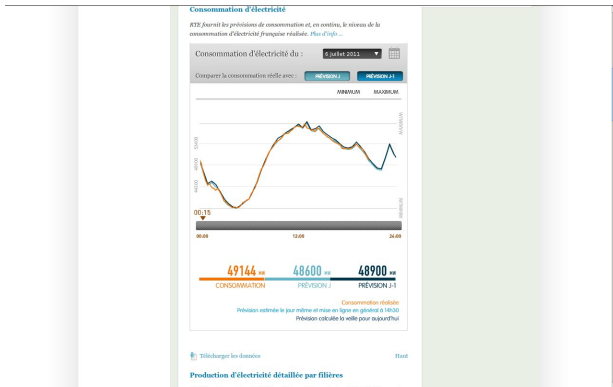 Consommation d'électricité
RTE fournit les prévisions de consommation et, en continu, le niveau de la
consommation d'électricité française réalisée. Plus d'info ...
Consommation d'électricité du : 6 juillet 2011
Comparer la consommation réelle avec : PRÉVISION J PRÉVISION J-1
MINIMUM MAXIMUM
MAXIMUM
MINIMUM
00:15
00:00 12:00 24:00
49144 MW 48600 MW 48900 MW
CONSOMMATION PRÉVISION J PRÉVISION J-1
Consommation réalisée
Prévision estimée le jour même et mise en ligne en général à 14h30
Prévision calculée la veille pour aujourd'hui
Télécharger les données Haut
Production d'électricité détaillée par filières